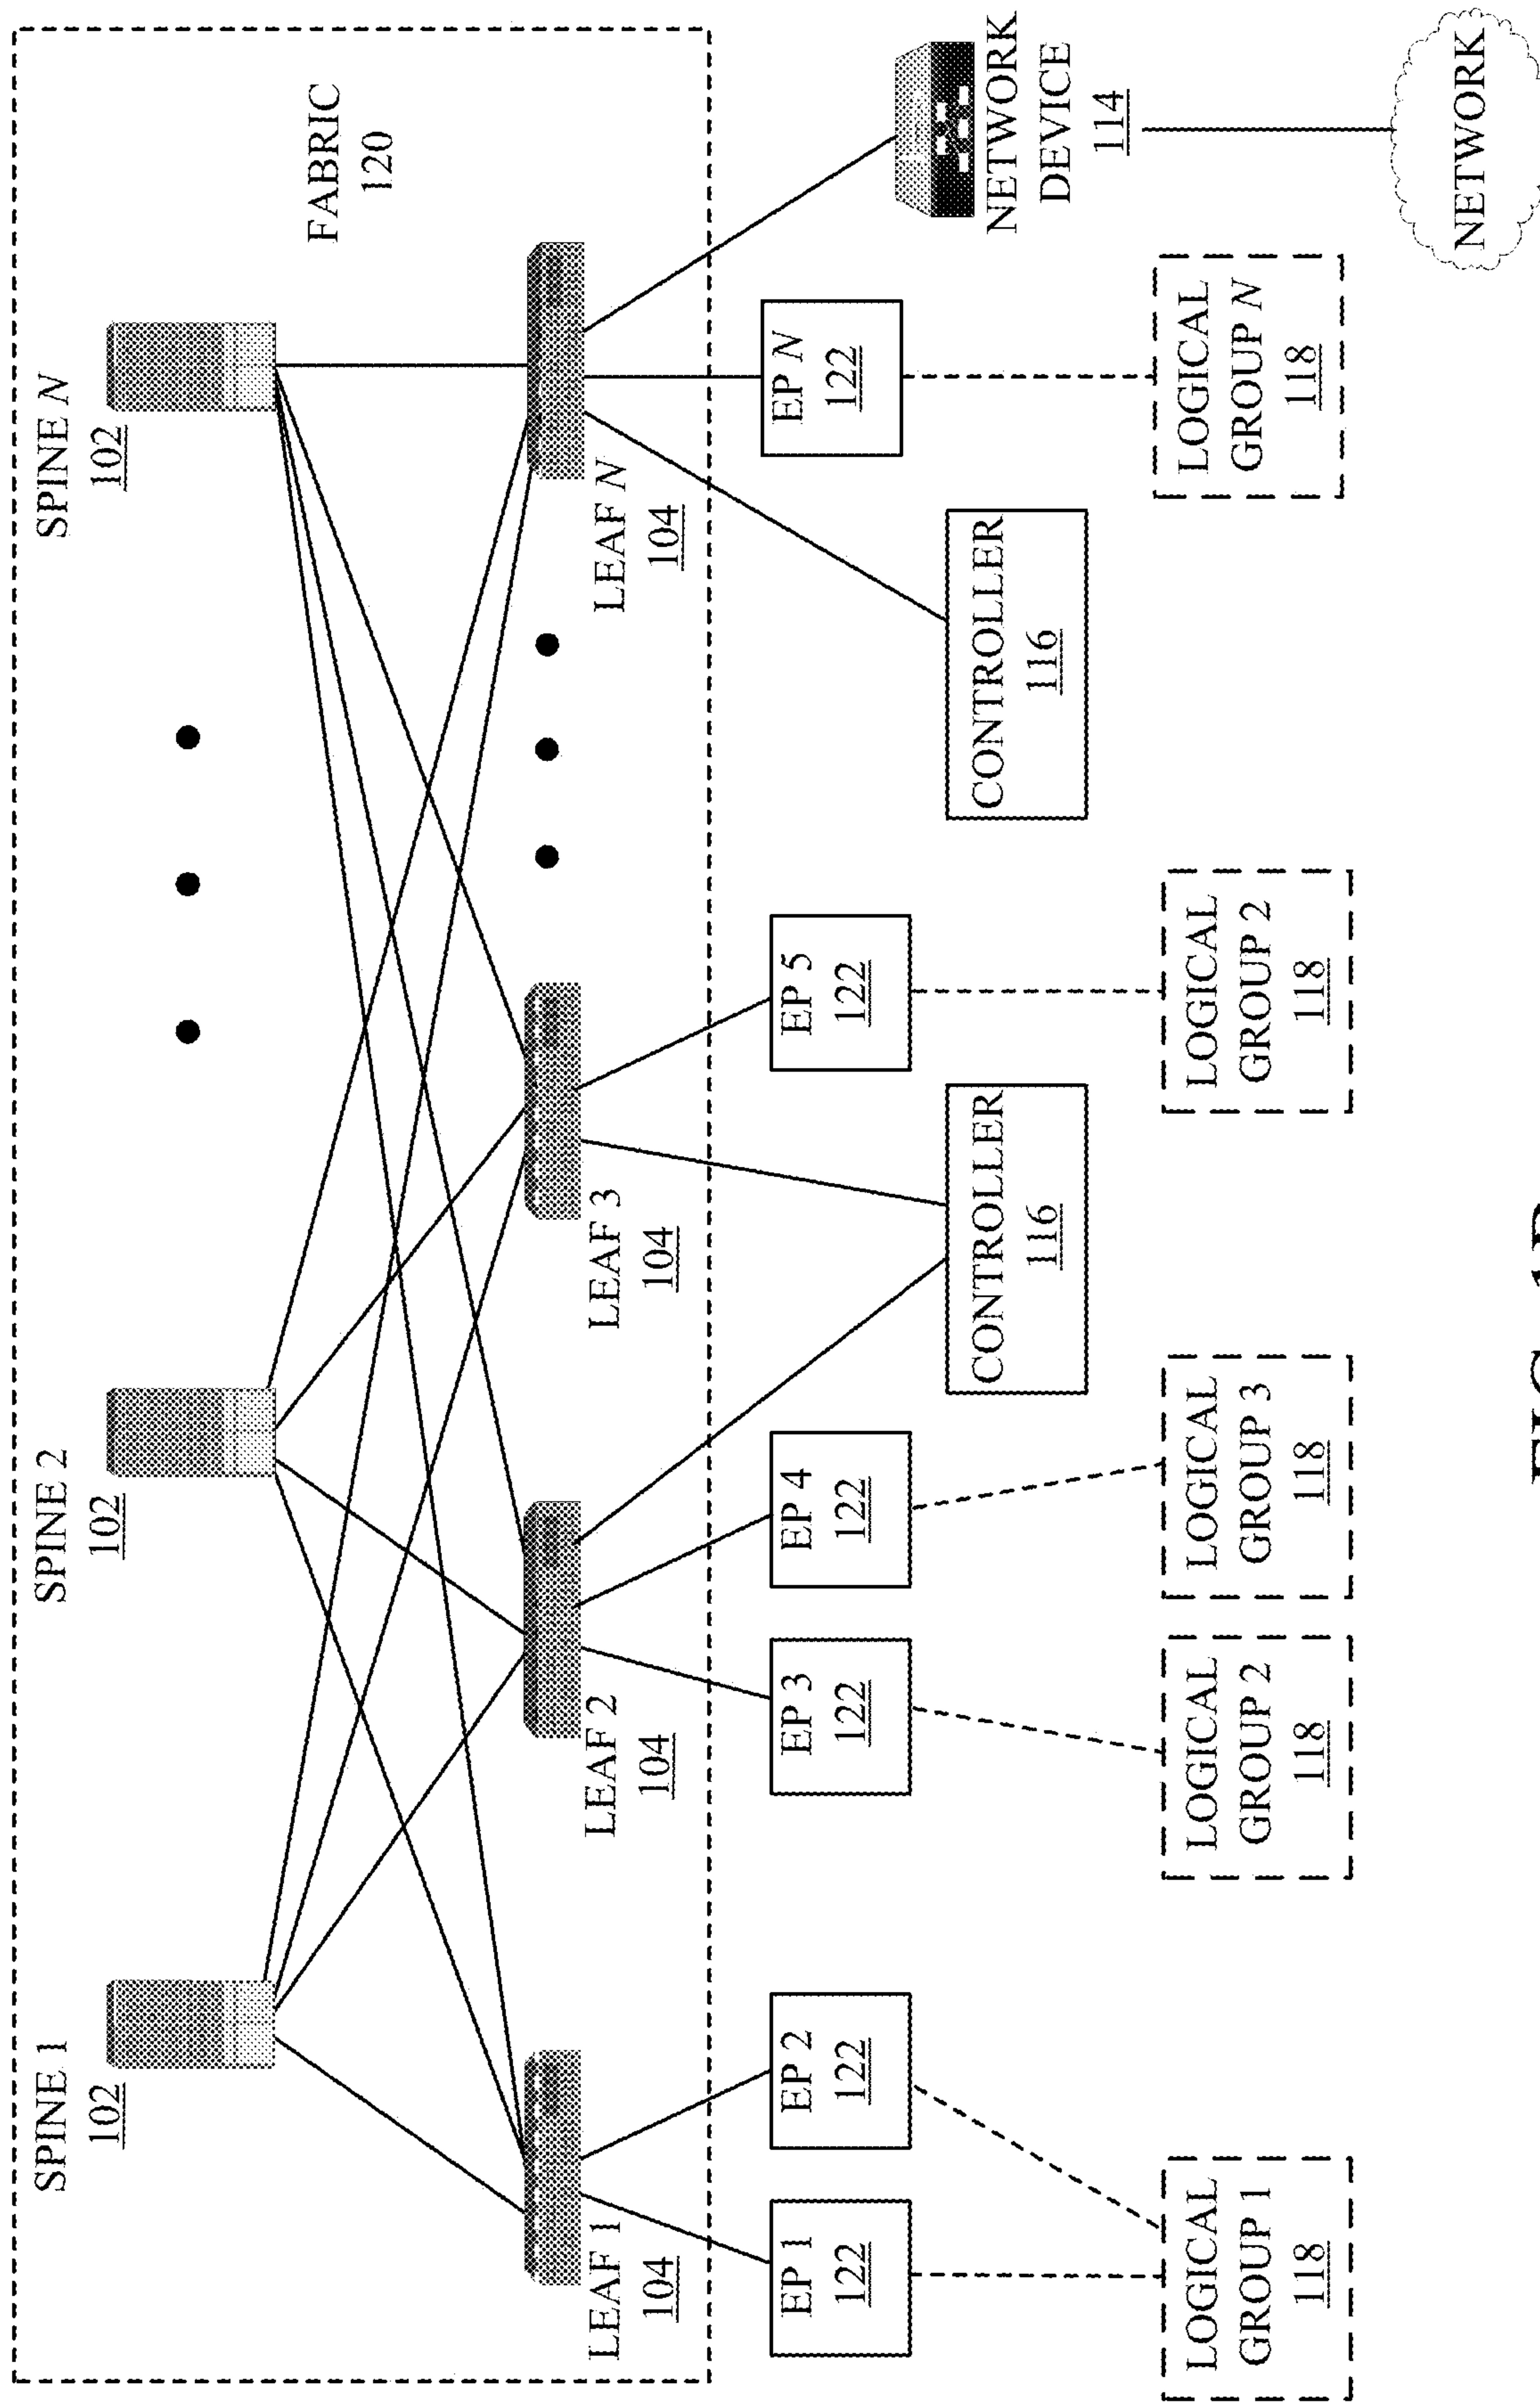 SPINE 1
102
SPINE 2
102
SPINE N
102
FABRIC
120
LEAF 1
104
LEAF 2
104
LEAF 3
104
LEAF N
104
EP 1
122
EP 2
122
EP 3
122
EP 4
122
EP 5
122
EP N
122
CONTROLLER
116
CONTROLLER
116
NETWORK
DEVICE
114
LOGICAL
GROUP 1
118
LOGICAL
GROUP 2
118
LOGICAL
GROUP 3
118
LOGICAL
GROUP 2
118
LOGICAL
GROUP N
118
NETWORK